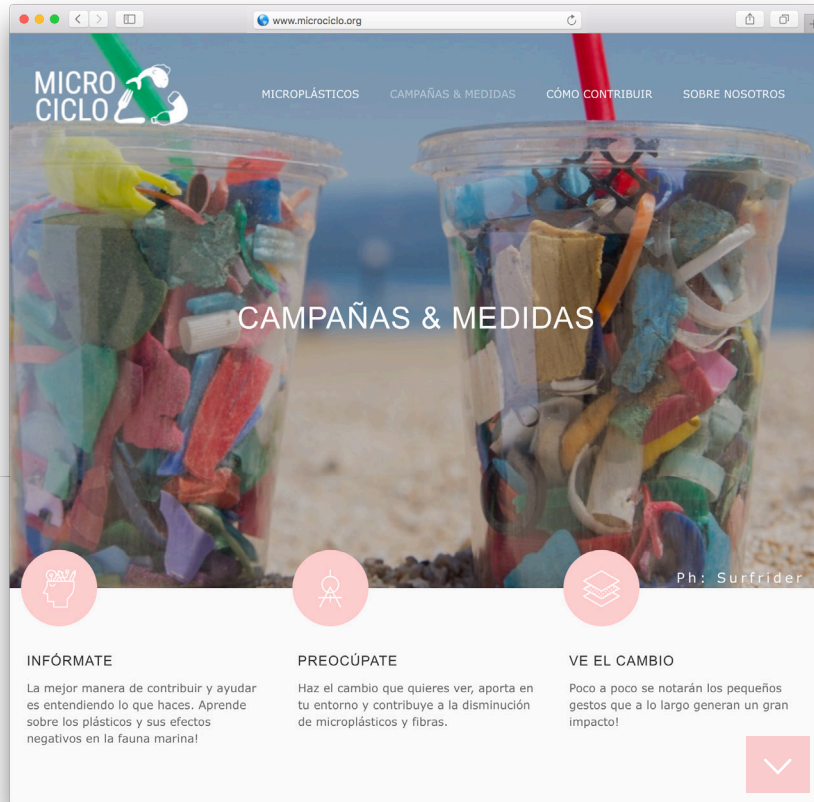 www.microciclo.org
MICRO
CICLO
MICROPLÁSTICOS CAMPAÑAS & MEDIDAS CÓMO CONTRIBUIR SOBRE NOSOTROS
CAMPAÑAS & MEDIDAS
Ph: Surfrider
INFÓRMATE
La mejor manera de contribuir y ayudar
es entendiendo lo que haces. Aprende
sobre los plásticos y sus efectos
negativos en la fauna marina!
PREOCÚPATE
Haz el cambio que quieres ver, aporta en
tu entorno y contribuye a la disminución
de microplásticos y fibras.
VE EL CAMBIO
Poco a poco se notarán los pequeños
gestos que a lo largo generan un gran
impacto!